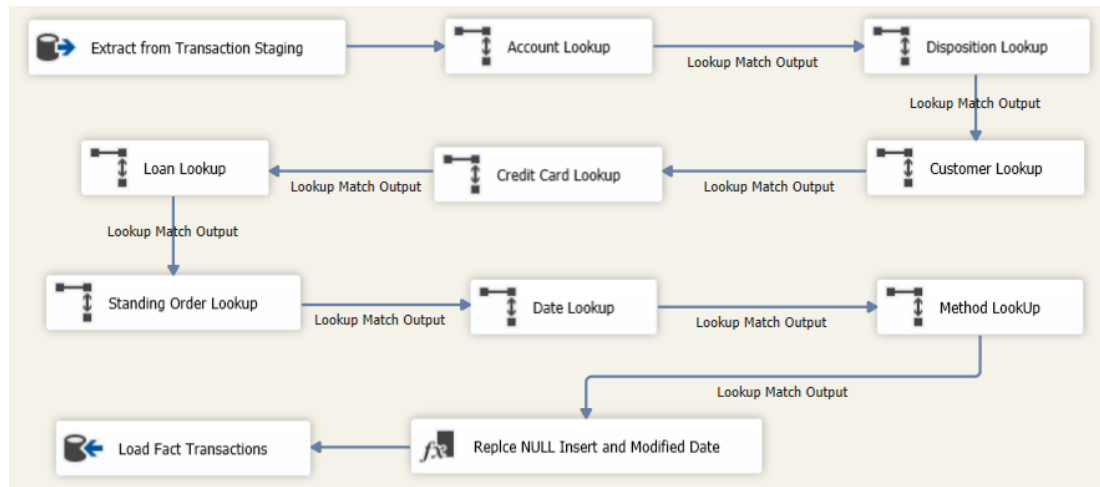 Extract from Transaction Staging
Account Lookup
Lookup Match Output
Disposition Lookup
Lookup Match Output
Customer Lookup
Lookup Match Output
Credit Card Lookup
Lookup Match Output
Loan Lookup
Lookup Match Output
Standing Order Lookup
Lookup Match Output
Date Lookup
Lookup Match Output
Method LookUp
Lookup Match Output
Replce NULL Insert and Modified Date
Load Fact Transactions